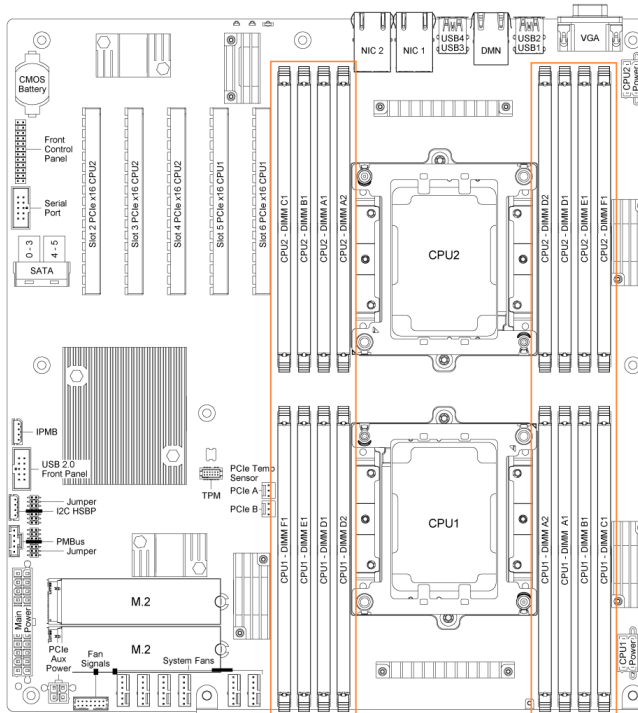 NIC 2
NIC 1
USB4
USB3
DMN
USB2
USB1
VGA
CPU2
Power
CMOS
Battery
Front
Control
Panel
Serial
Port
0 - 3
4 - 5
SATA
Slot 2 PCIe x16 CPU2
Slot 3 PCIe x16 CPU2
Slot 4 PCIe x16 CPU2
Slot 5 PCIe x16 CPU1
Slot 6 PCIe x16 CPU1
CPU2 - DIMM C1
CPU2 - DIMM B1
CPU2 - DIMM A1
CPU2 - DIMM A2
CPU2
CPU2 - DIMM D2
CPU2 - DIMM D1
CPU2 - DIMM E1
CPU2 - DIMM F1
IPMB
USB 2.0
Front Panel
Jumper
I2C HSBP
PMBus
Jumper
TPM
PCIe Temp
Sensor
PCIe A
PCIe B
CPU1 - DIMM F1
CPU1 - DIMM E1
CPU1 - DIMM D1
CPU1 - DIMM D2
CPU1
CPU1 - DIMM A2
CPU1 - DIMM A1
CPU1 - DIMM B1
CPU1 - DIMM C1
Main
Power
M.2
M.2
PCIe
Aux
Power
Fan
Signals
System Fans
CPU1
Power